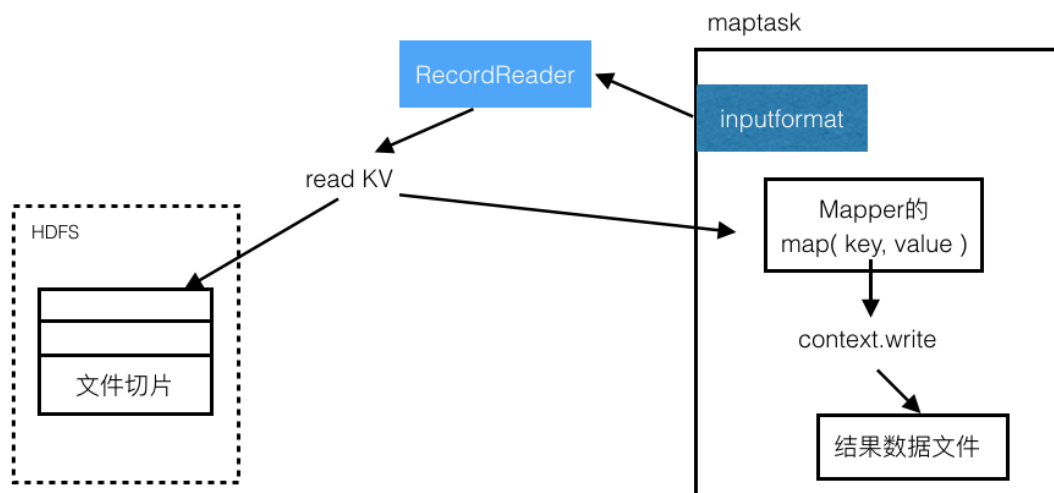 maptask
RecordReader
inputformat
read KV
HDFS
文件切片
Mapper的
map( key, value )
context.write
结果数据文件